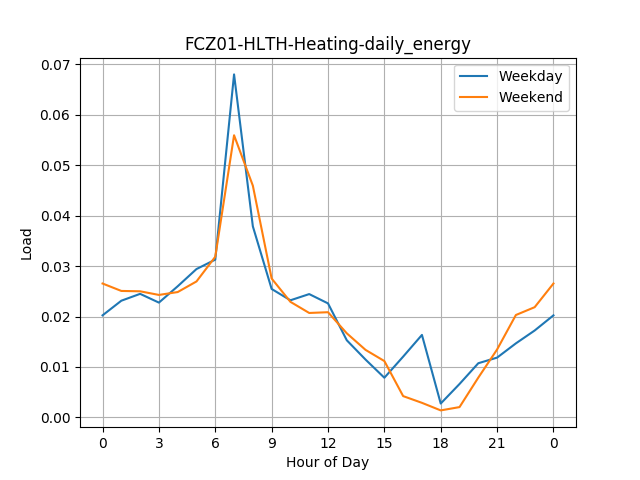 FCZ01-HLTH-Heating-daily_energy
0.07
0.06
0.05
0.04
0.03
0.02
0.01
0.00
Load
Weekday
Weekend
0 3 6 9 12 15 18 21 0
Hour of Day